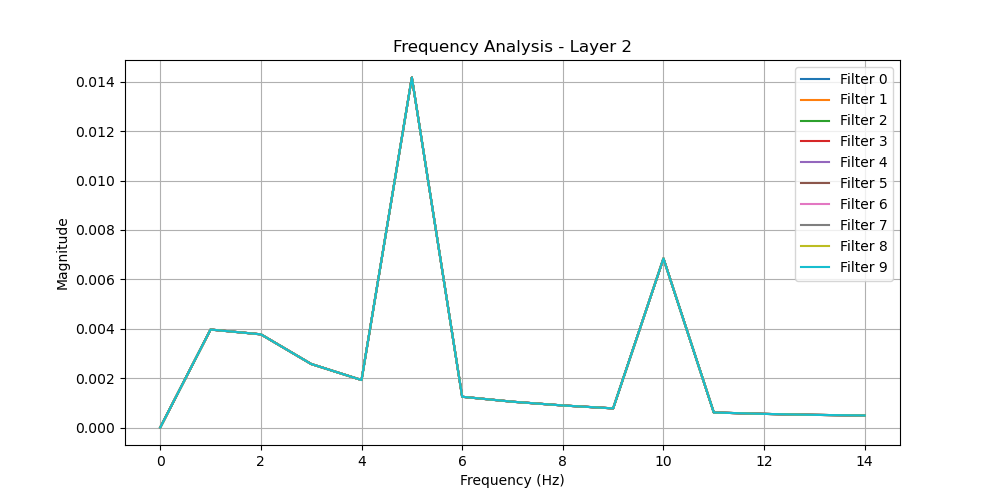 Frequency Analysis - Layer 2
Magnitude
0.014
0.012
0.010
0.008
0.006
0.004
0.002
0.000
0 2 4 6 8 10 12 14
Frequency (Hz)
Filter 0
Filter 1
Filter 2
Filter 3
Filter 4
Filter 5
Filter 6
Filter 7
Filter 8
Filter 9